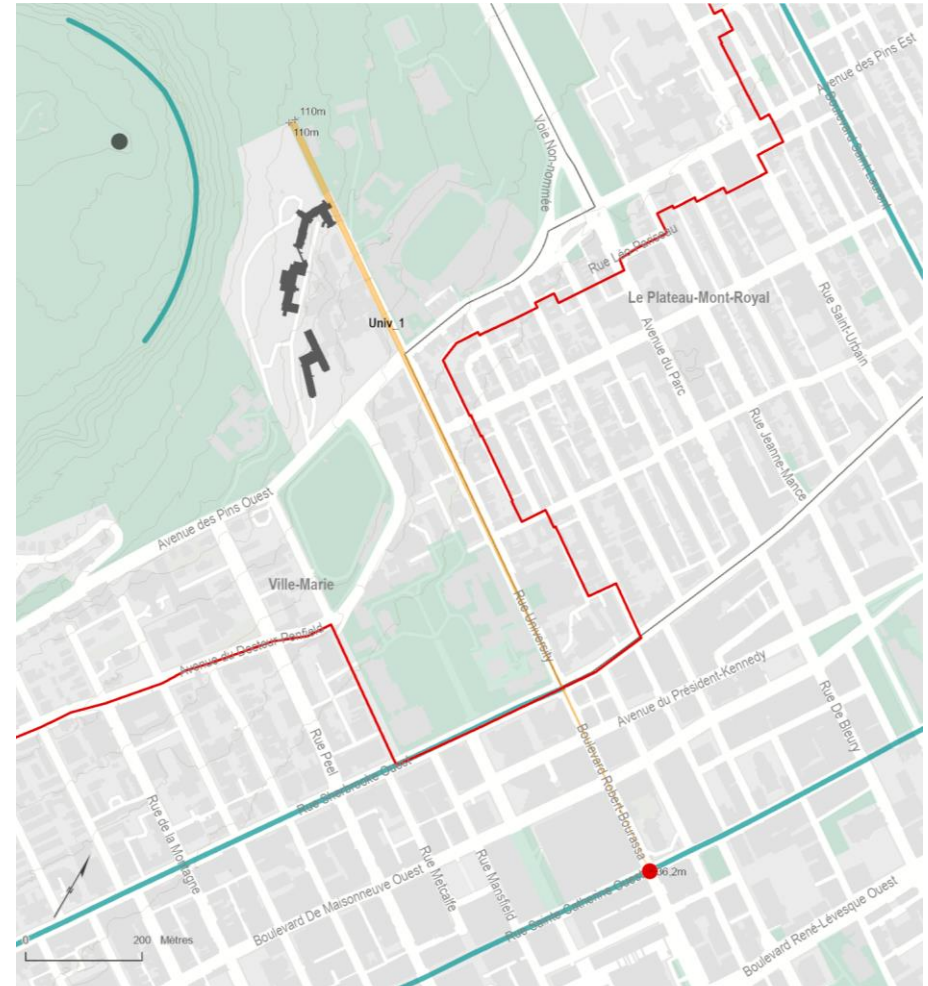 110m
110m
Avenue des Pins Est
Boulevard Saint-Laurent
Voie Non-nommée
Rue Léo-Pariseau
Le Plateau-Mont-Royal
Rue Saint-Urbain
Univ_1
Avenue du Parc
Rue Jeanne-Mance
Avenue des Pins Ouest
Ville-Marie
Rue University
Avenue du Docteur Penfield
Avenue du Président-Kennedy
Rue De Bleury
Rue Peel
Rue Sherbrooke Ouest
Boulevard Robert-Bourassa
Rue de la Montagne
Rue Metcalfe
Rue Mansfield
Boulevard De Maisonneuve Ouest
Rue Sainte-Catherine Ouest
Boulevard René-Lévesque Ouest
0
200 Mètres